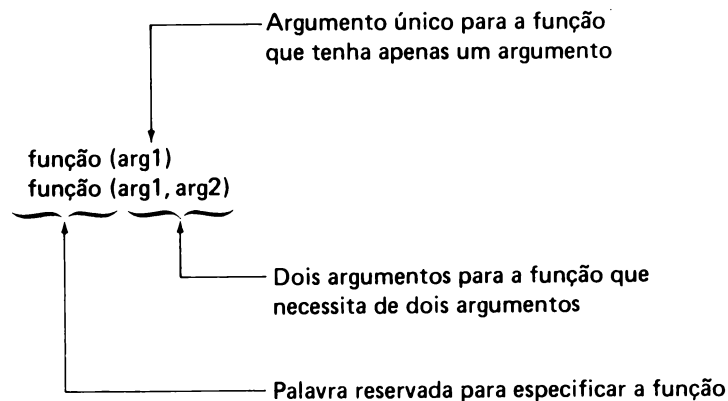 Argumento único para a função
que tenha apenas um argumento
função (arg1)
função (arg1, arg2)
Dois argumentos para a função que
necessita de dois argumentos
Palavra reservada para especificar a função